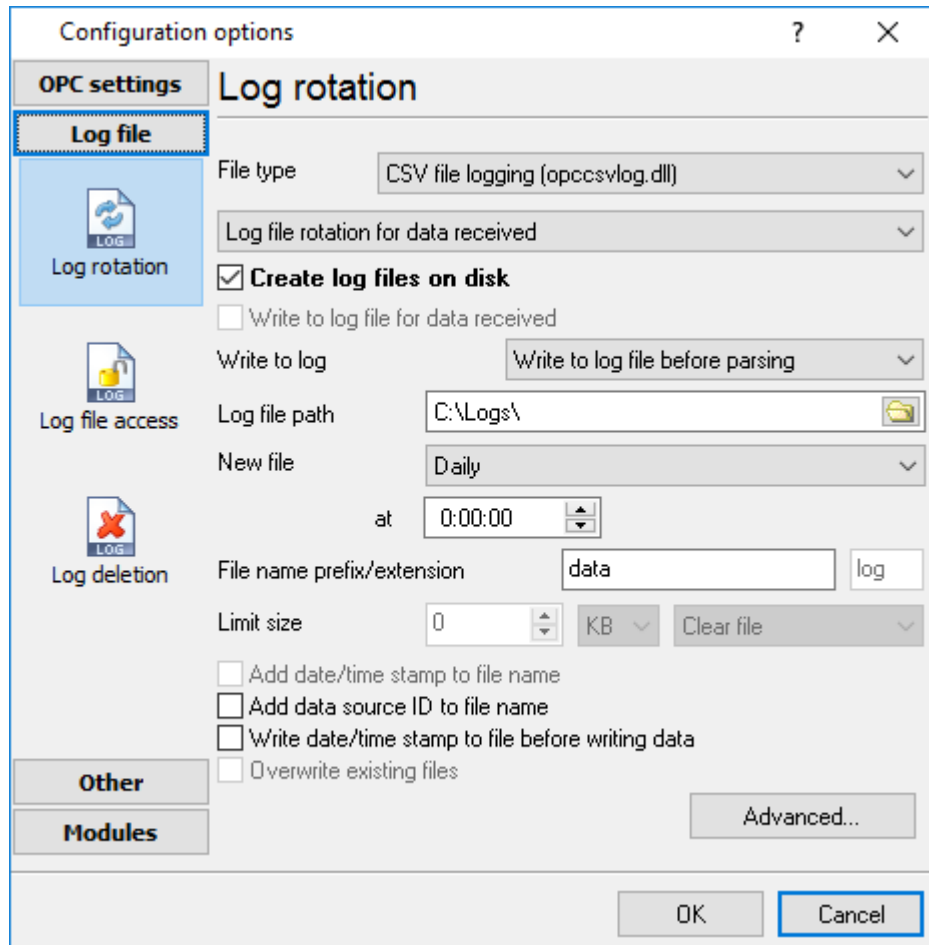 Configuration options ?
OPC settings
Log file
LOG
Log rotation
LOG
Log file access
LOG
Log deletion
Other
Modules
Log rotation
File type CSV file logging (opccsvlog.dll)
Log file rotation for data received
Create log files on disk
Write to log file for data received
Write to log Write to log file before parsing
Log file path C:\Logs\
New file Daily
at 0:00:00
File name prefix/extension data log
Limit size 0 KB Clear file
Add date/time stamp to file name
Add data source ID to file name
Write date/time stamp to file before writing data
Overwrite existing files
Advanced...
OK Cancel